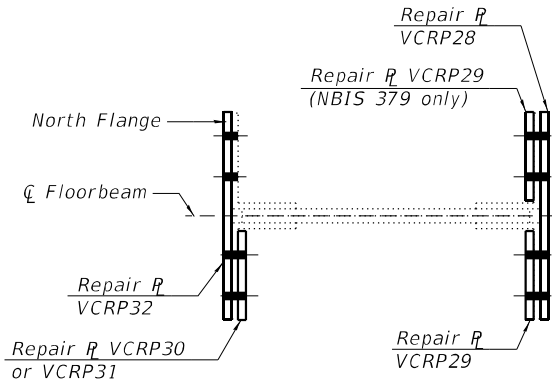 Repair ⅊
VCRP28
Repair ⅊ VCRP29
(NBIS 379 only)
North Flange
℄ Floorbeam
Repair ⅊
VCRP32
Repair ⅊ VCRP30
or VCRP31
Repair ⅊
VCRP29